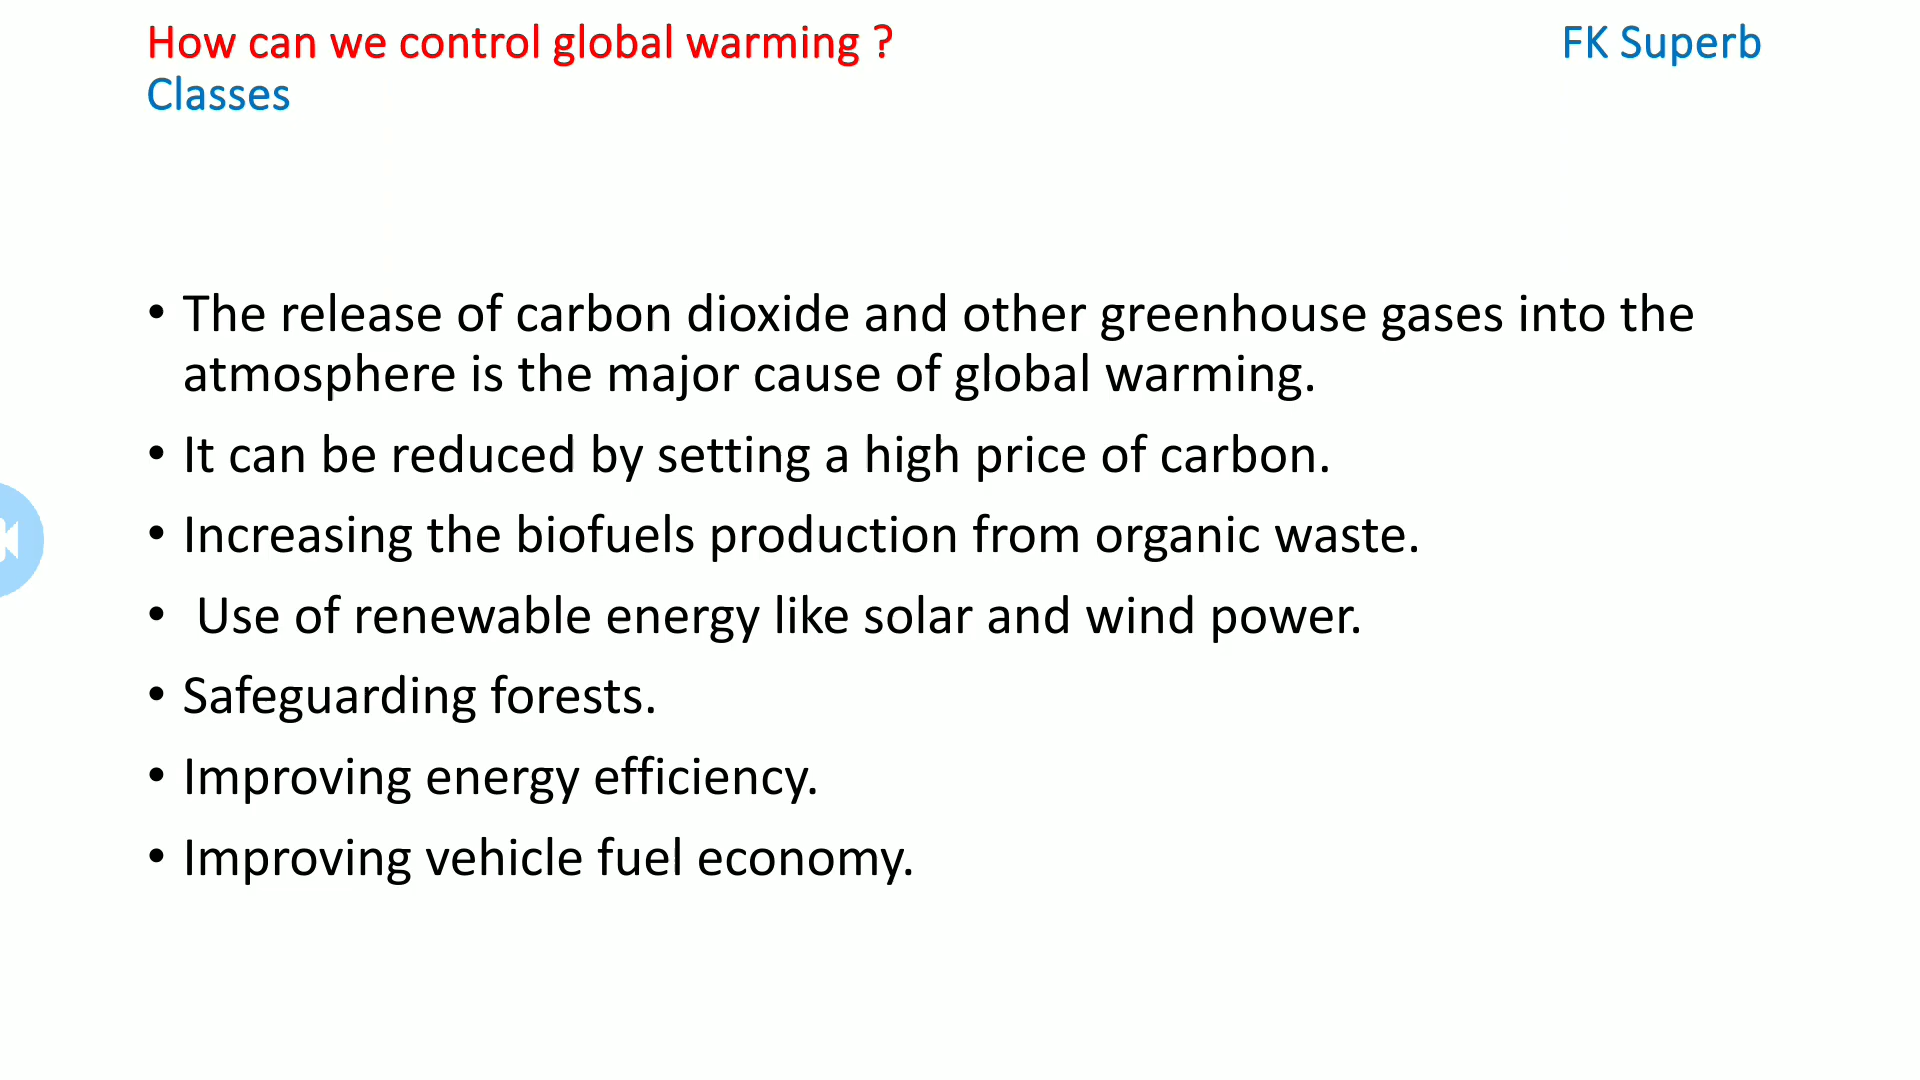 How can we control global warming ? FK Superb
Classes
• The release of carbon dioxide and other greenhouse gases into the
atmosphere is the major cause of global warming.
• It can be reduced by setting a high price of carbon.
• Increasing the biofuels production from organic waste.
• Use of renewable energy like solar and wind power.
• Safeguarding forests.
• Improving energy efficiency.
• Improving vehicle fuel economy.